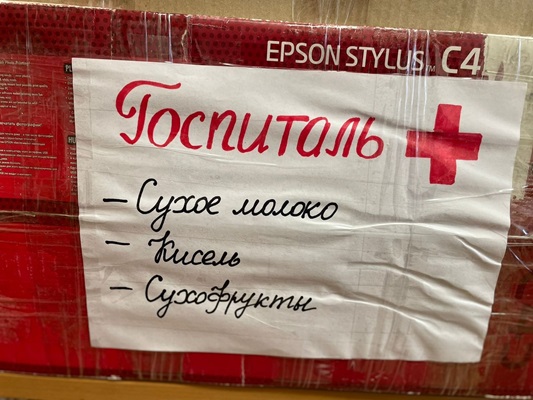 EPSON STYLUS C4
Госпиталь
– Сухое молоко
– Кисель
– Сухофрукты